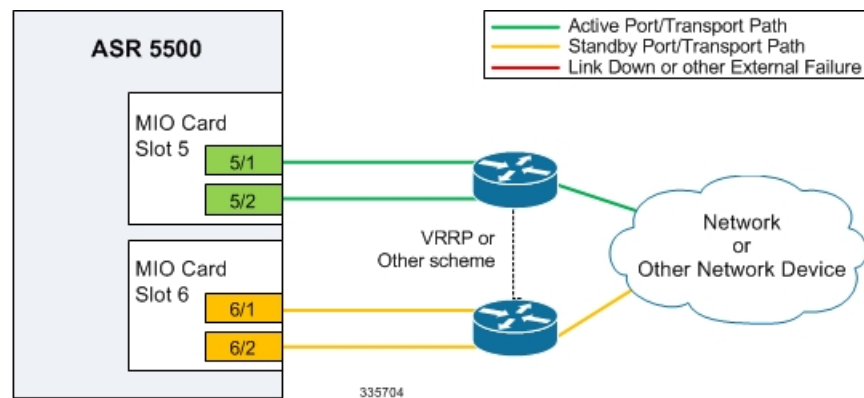 ASR 5500
Active Port/Transport Path
Standby Port/Transport Path
Link Down or other External Failure
MIO Card
Slot 5
5/1
5/2
VRRP or
Other scheme
Network
or
Other Network Device
MIO Card
Slot 6
6/1
6/2
335704